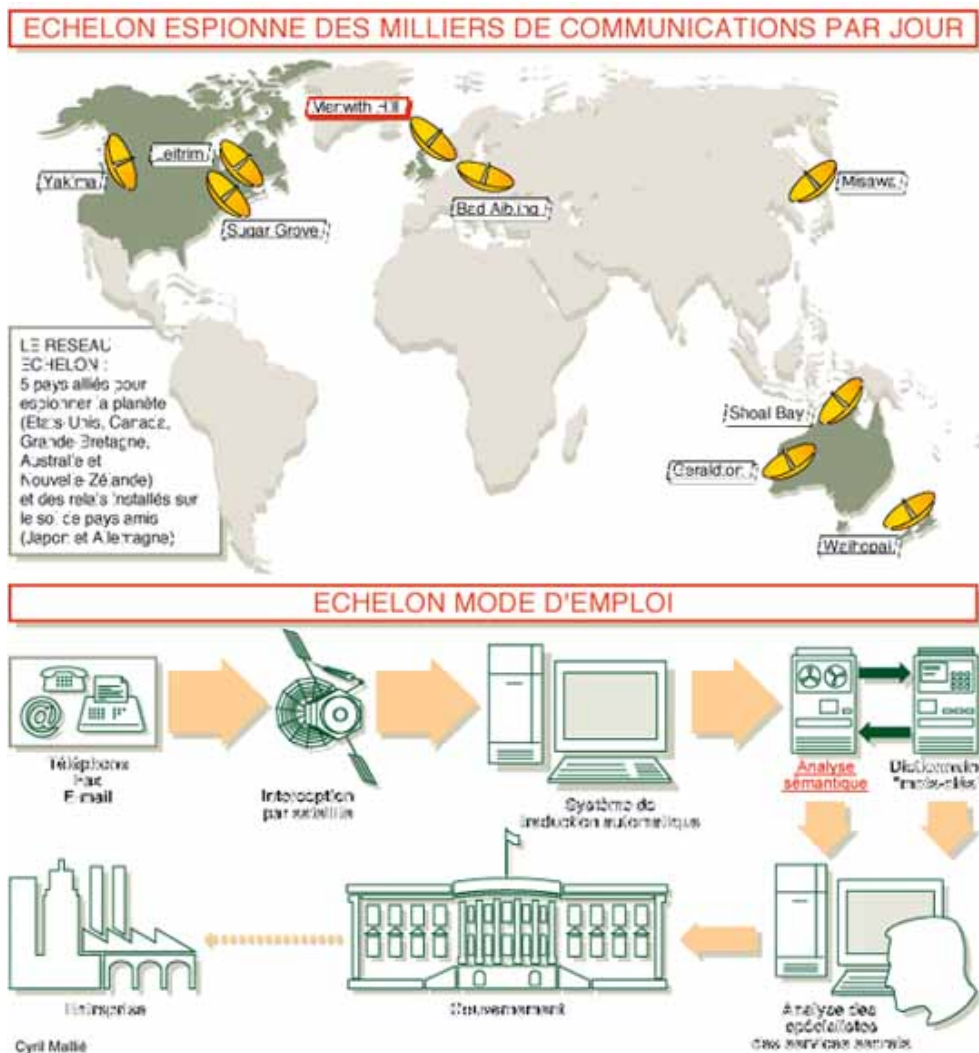 ECHELON ESPIONNE DES MILLIERS DE COMMUNICATIONS PAR JOUR
Menwith Hill
Leitrim
Yakima
Sugar Grove
Bad Aibling
Misawa
LE RESEAU
ECHELON :
5 pays alliés pour
espionner la planète
(Etats-Unis, Canada,
Grande-Bretagne,
Australie et
Nouvelle-Zélande)
et des relais installés sur
le sol de pays amis
(Japon et Allemagne)
Shoal Bay
Geraldton
Waihopai
ECHELON MODE D'EMPLOI
@
Téléphone
Fax
E-mail
Interception
par satellite
Système de
traduction automatique
Analyse
sémantique
Dictionnaire
"mots-clés"
Entreprise
Gouvernement
Analyse des
spécialistes
des services secrets
Cyril Mallié